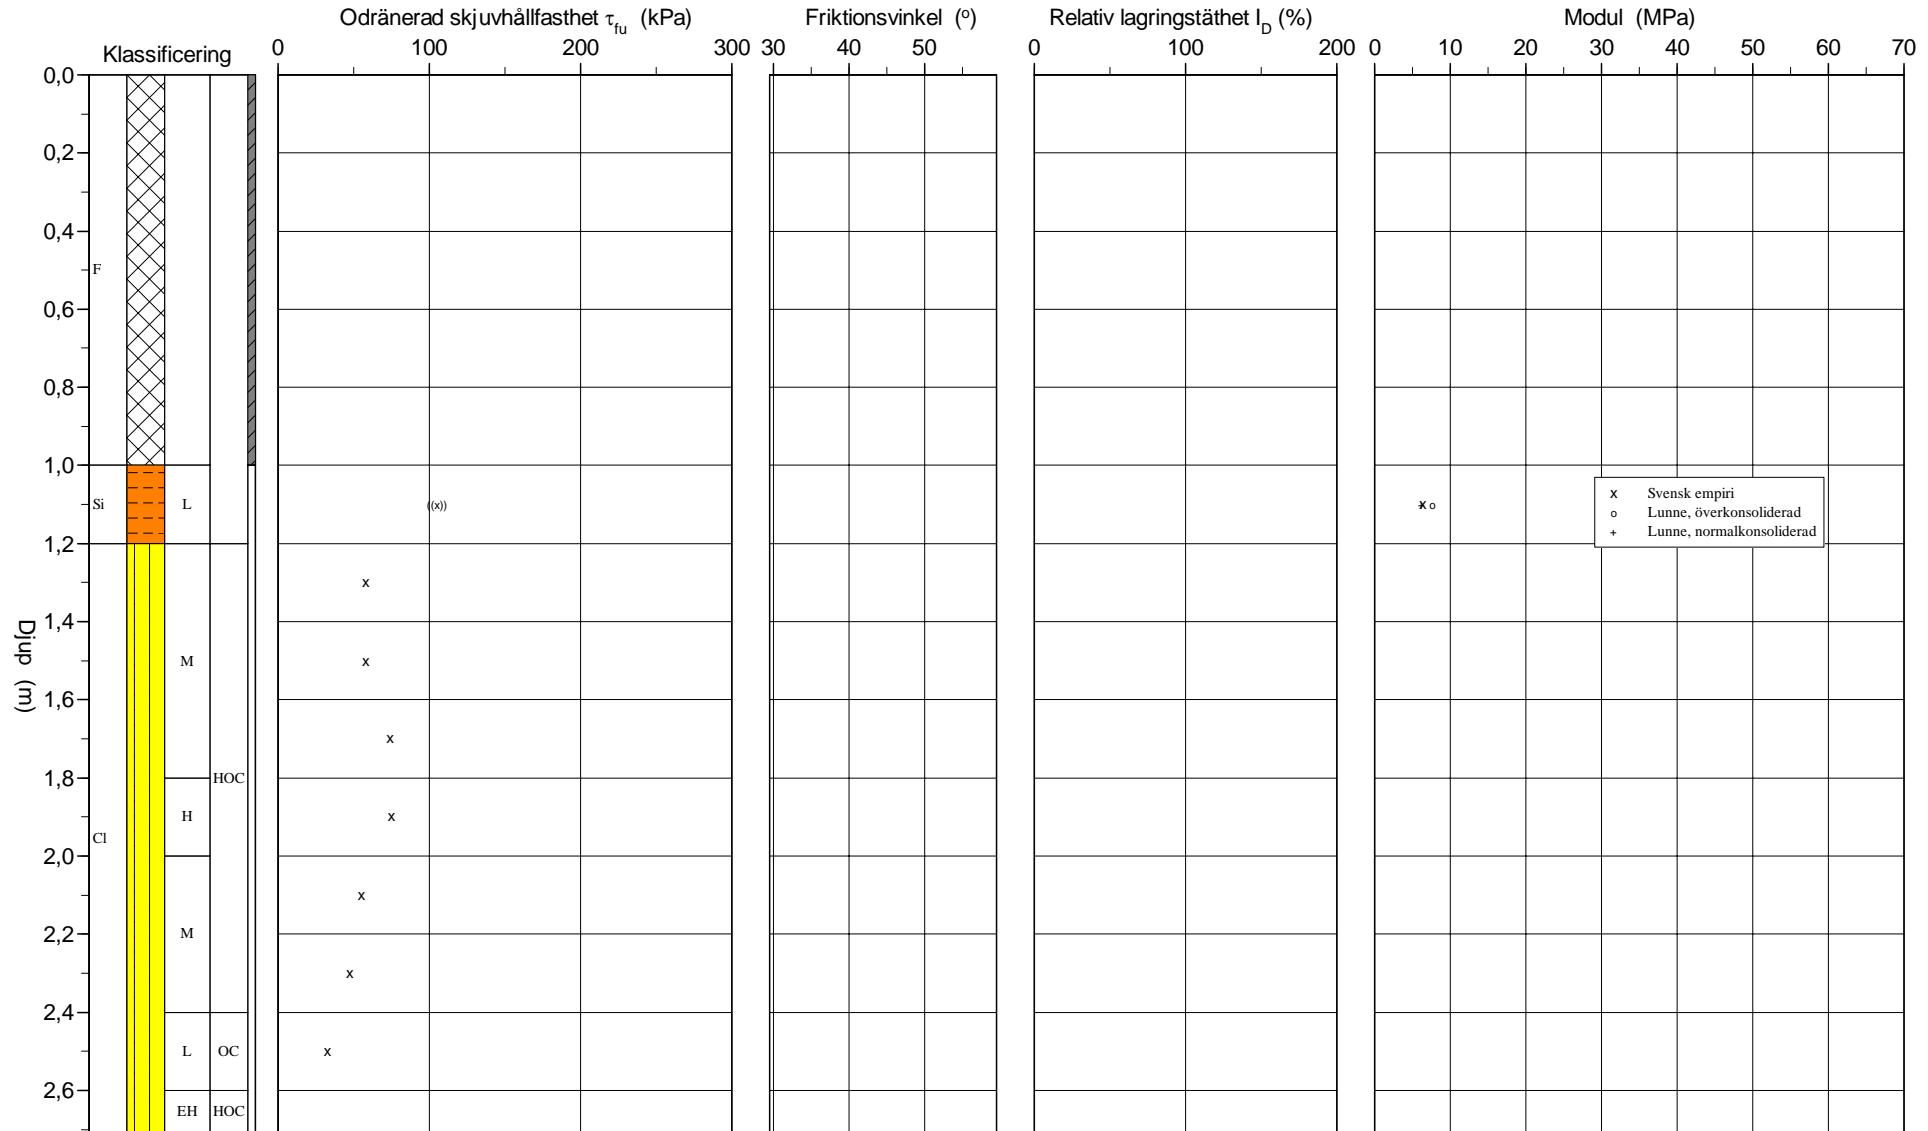 Odränerad skjuvhållfasthet τfu (kPa)
Friktionsvinkel (o)
Relativ lagringstäthet ID (%)
Modul (MPa)
Klassificering
0 100 200 300
30 40 50
0 100 200
0 10 20 30 40 50 60 70
0,0
0,2
0,4
F
0,6
0,8
1,0
Si L ((x)) x o
x Svensk empiri
o Lunne, överkonsoliderad
+ Lunne, normalkonsoliderad
1,2
x
1,4
M x
Djup (m)
1,6
x
1,8 HOC
H x
Cl
2,0
x
2,2 M
x
2,4
L OC x
2,6
EH HOC